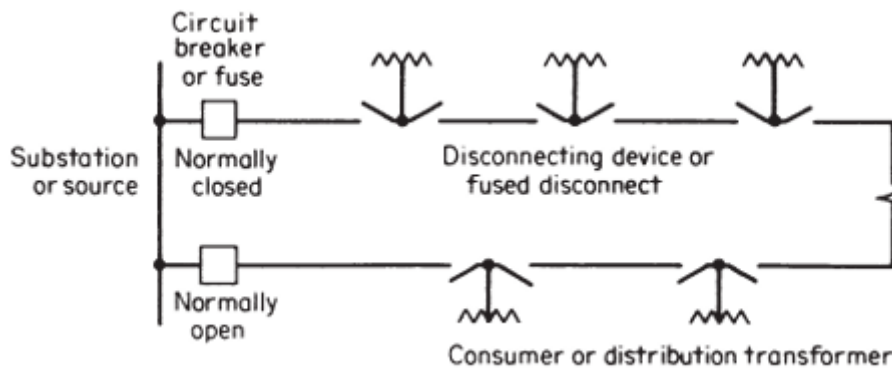 Circuit
breaker
or fuse
Substation
or source
Normally
closed
Disconnecting device or
fused disconnect
Normally
open
Consumer or distribution transformer